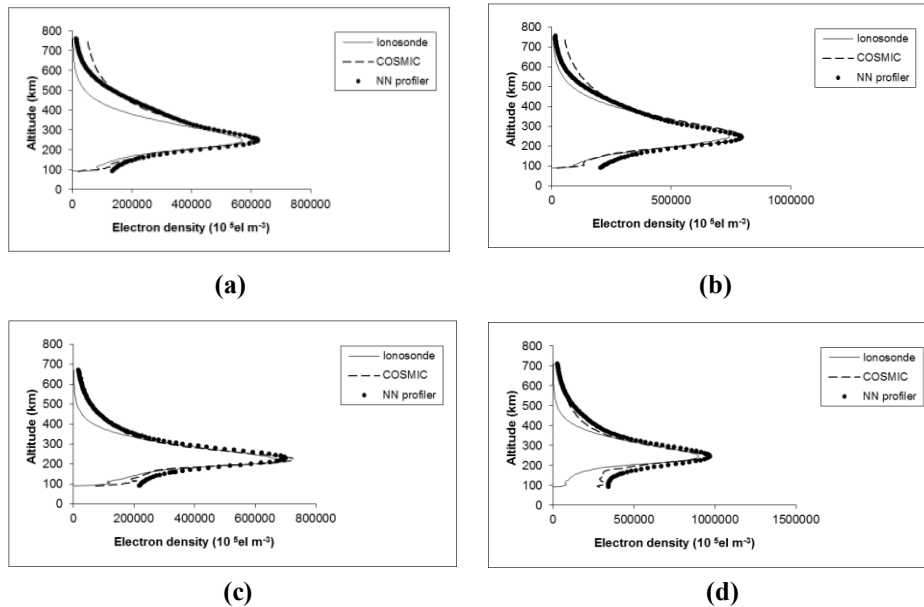 800
700
600
500
400
300
200
100
0
Altitude (km)
0 200000 400000 600000 800000
Electron density (10 ⁵el m⁻³)
Ionosonde
COSMIC
NN profiler
(a)
800
700
600
500
400
300
200
100
0
Altitude (km)
0 500000 1000000
Electron density (10 ⁵el m⁻³)
Ionosonde
COSMIC
NN profiler
(b)
800
700
600
500
400
300
200
100
0
Altitude (km)
0 200000 400000 600000 800000
Electron density (10 ⁵el m⁻³)
Ionosonde
COSMIC
NN profiler
(c)
800
700
600
500
400
300
200
100
0
Altitude (km)
0 500000 1000000 1500000
Electron density (10 ⁵el m⁻³)
Ionosonde
COSMIC
NN profiler
(d)